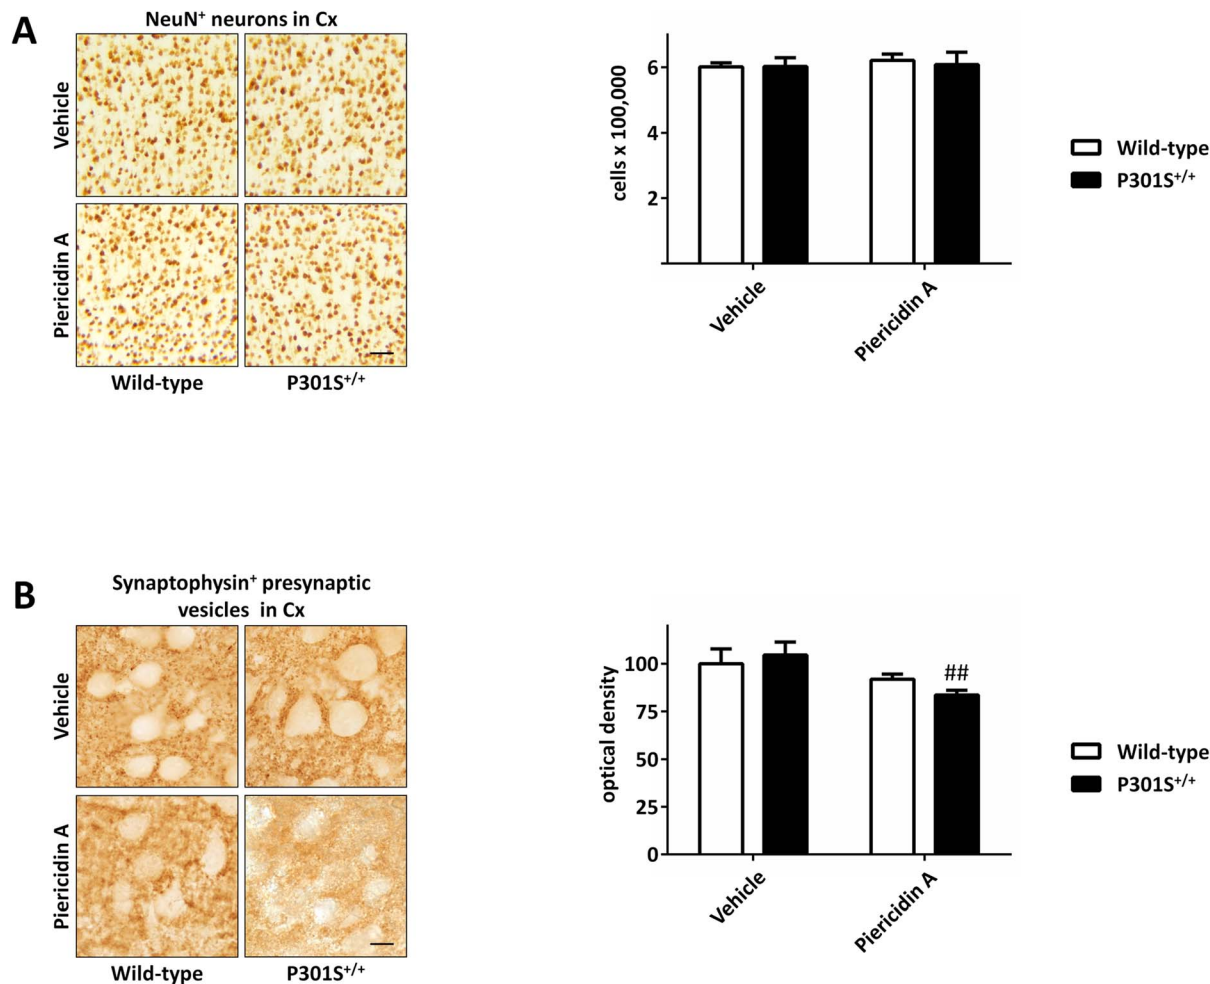 A
NeuN⁺ neurons in Cx
Vehicle
Piericidin A
Wild-type
P301S⁺/⁺
cells x 100,000
6
4
2
Vehicle
Piericidin A
Wild-type
P301S⁺/⁺
B
Synaptophysin⁺ presynaptic
vesicles in Cx
Vehicle
Piericidin A
Wild-type
P301S⁺/⁺
optical density
100
75
50
25
0
##
Vehicle
Piericidin A
Wild-type
P301S⁺/⁺